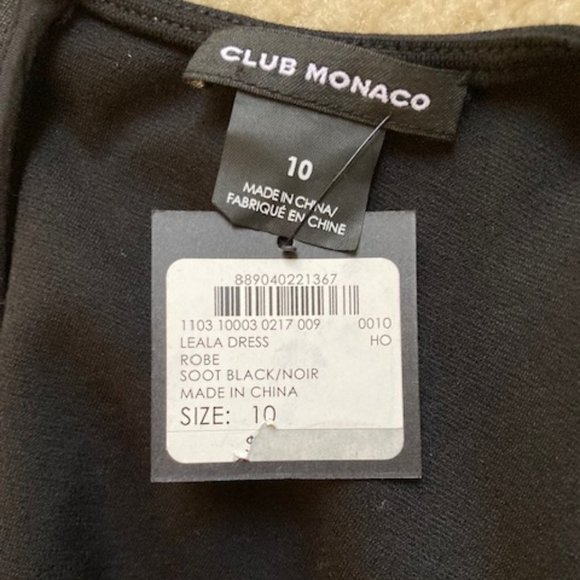 CLUB MONACO
10
MADE IN CHINA/
FABRIQUÉ EN CHINE
889040221367
1103 10003 0217 009 0010
LEALA DRESS HO
ROBE
SOOT BLACK/NOIR
MADE IN CHINA
SIZE: 10
$